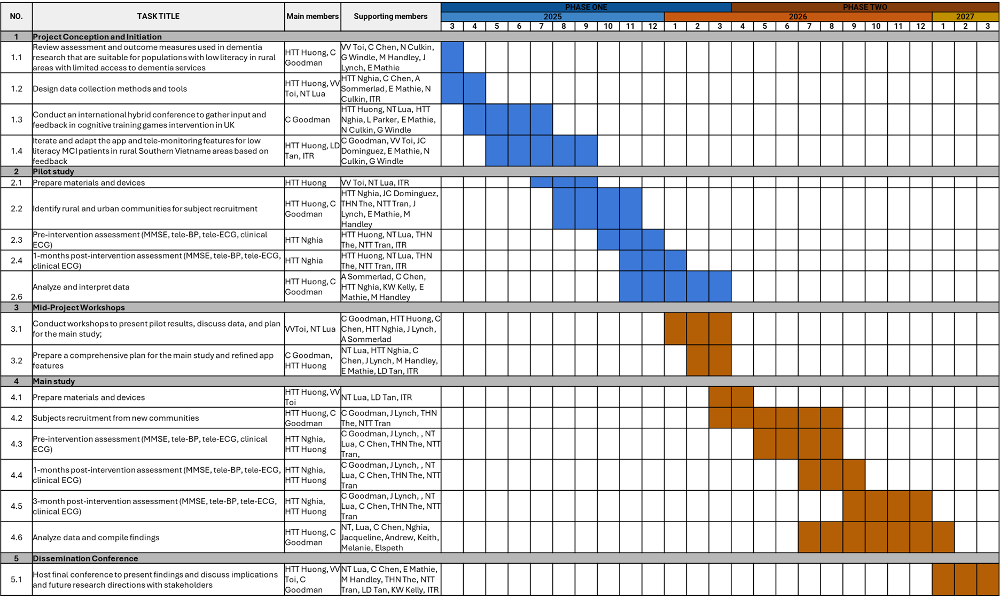 NO.
TASK TITLE
Main members
Supporting members
PHASE ONE
PHASE TWO
2025
2026
2027
3 4 5 6 7 8 9 10 11 12 1 2 3 4 5 6 7 8 9 10 11 12 1 2 3
1
Project Conception and Initiation
1.1
Review assessment and outcome measures used in dementia
research that are suitable for populations with low literacy in rural
areas with limited access to dementia services
HTT Huong, C
Goodman
VV Toi, C Chen, N Culkin,
G Windle, M Handley, J
Lynch, E Mathie
1.2
Design data collection methods and tools
HTT Huong, VV
Toi, NT Lua
HTT Nghia, C Chen, A
Sommerlad, E Mathie, N
Culkin, ITR
1.3
Conduct an international hybrid conference to gather input and
feedback in cognitive training games intervention in UK
C Goodman
HTT Huong, NT Lua, HTT
Nghia, L Parker, E Mathie,
N Culkin, G Windle
1.4
Iterate and adapt the app and tele-monitoring features for low
literacy MCI patients in rural Southern Vietname areas based on
feedback
HTT Huong, LD
Tan, ITR
C Goodman, VV Toi, JC
Dominguez, E Mathie, N
Culkin, G Windle
2
Pilot study
2.1
Prepare materials and devices
HTT Huong
VV Toi, NT Lua, ITR
2.2
Identify rural and urban communities for subject recruitment
HTT Huong, C
Goodman
HTT Nghia, JC Dominguez,
THN The, NTT Tran, J
Lynch, E Mathie, M
Handley
2.3
Pre-intervention assessment (MMSE, tele-BP, tele-ECG, clinical
ECG)
HTT Nghia
HTT Huong, NT Lua, THN
The, NTT Tran, ITR
2.4
1-months post-intervention assessment (MMSE, tele-BP, tele-ECG,
clinical ECG)
HTT Nghia
HTT Huong, NT Lua, THN
The, NTT Tran, ITR
2.6
Analyze and interpret data
HTT Huong, C
Goodman
A Sommerlad, C Chen,
HTT Nghia, KW Kelly, E
Mathie, M Handley
3
Mid-Project Workshops
3.1
Conduct workshops to present pilot results, discuss data, and plan
for the main study;
VVToi, NT Lua
C Goodman, HTT Huong, C
Chen, HTT Nghia, J Lynch,
A Sommerlad
3.2
Prepare a comprehensive plan for the main study and refined app
features
C Goodman,
HTT Huong
NT Lua, HTT Nghia, C
Chen, J Lynch, M Handley,
E Mathie, LD Tan, ITR
4
Main study
4.1
Prepare materials and devices
HTT Huong, VV
Toi
NT Lua, LD Tan, ITR
4.2
Subjects recruitment from new communities
HTT Huong, C
Goodman
C Goodman, J Lynch, THN
The, NTT Tran
4.3
Pre-intervention assessment (MMSE, tele-BP, tele-ECG, clinical
ECG)
HTT Nghia,
HTT Huong
C Goodman, J Lynch, , NT
Lua, C Chen, THN The, NTT
Tran,
4.4
1-months post-intervention assessment (MMSE, tele-BP, tele-ECG,
clinical ECG)
HTT Nghia,
HTT Huong
C Goodman, J Lynch, , NT
Lua, C Chen, THN The, NTT
Tran
4.5
3-month post-intervention assessment (MMSE, tele-BP, tele-ECG,
clinical ECG)
HTT Nghia,
HTT Huong
C Goodman, J Lynch, , NT
Lua, C Chen, THN The, NTT
Tran
4.6
Analyze data and compile findings
HTT Huong, C
Goodman
NT, Lua, C Chen, Nghia,
Jacqueline, Andrew, Keith,
Melanie, Elspeth
5
Dissemination Conference
5.1
Host final conference to present findings and discuss implications
and future research directions with stakeholders
HTT Huong, VV
Toi, C
Goodman
NT Lua, C Chen, E Mathie,
M Handley, THN The, NTT
Tran, LD Tan, KW Kelly, ITR